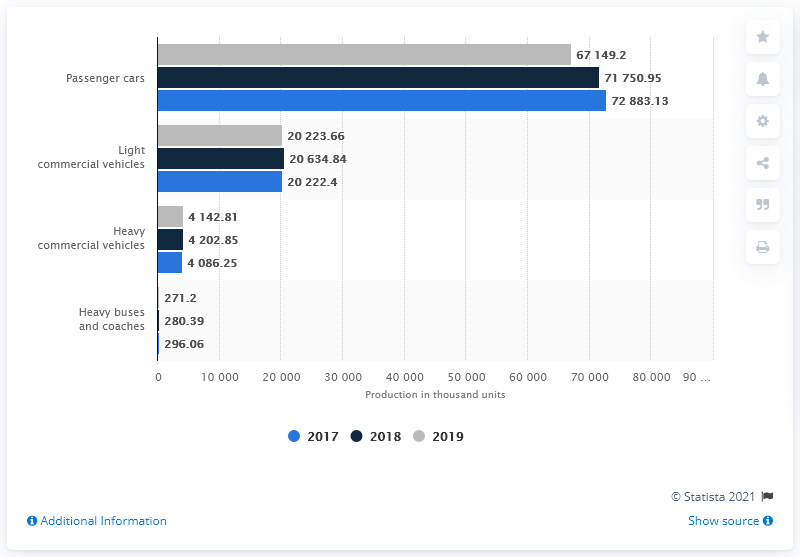 Passenger cars
67 149.2
71 750.95
72 883.13
Light
commercial vehicles
20 223.66
20 634.84
20 222.4
Heavy
commercial vehicles
4 142.81
4 202.85
4 086.25
Heavy buses
and coaches
271.2
280.39
296.06
0 10 000 20 000 30 000 40 000 50 000 60 000 70 000 80 000 90 ...
Production in thousand units
2017 2018 2019
© Statista 2021
Additional Information
Show source